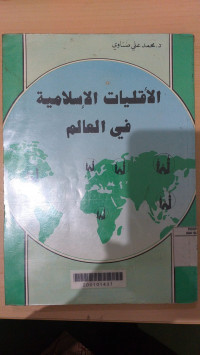 د. محمد علي ضناوي
الأقليات الإسلامية
في العالم